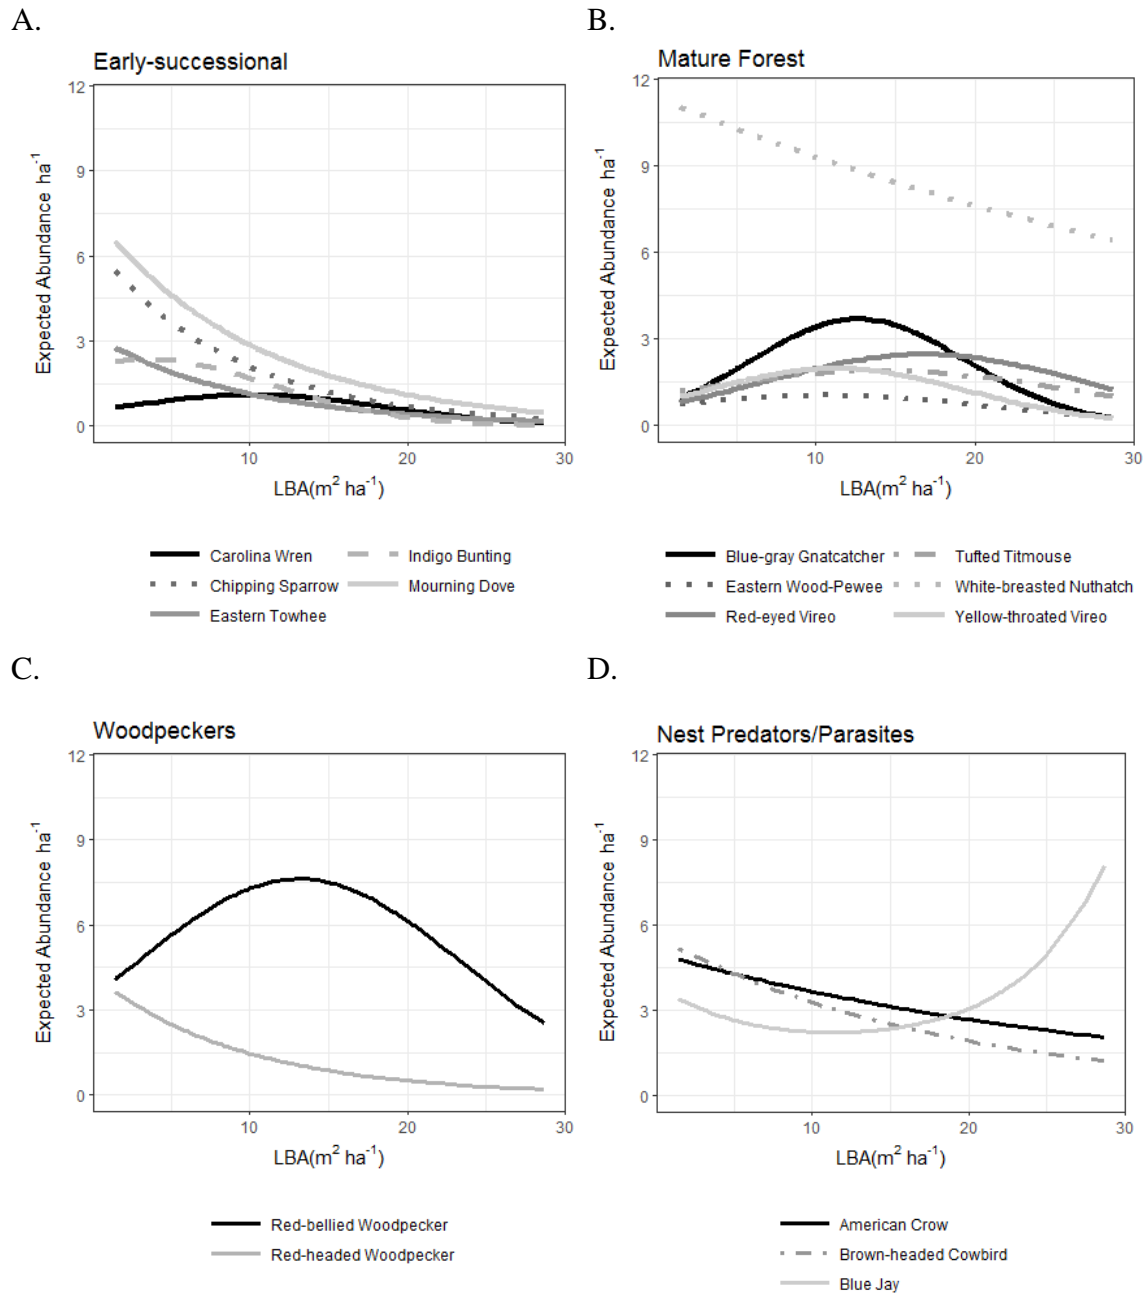 A.
B.
Early-successional
Mature Forest
12
9
6
3
0
Expected Abundance ha⁻¹
10 20 30
LBA(m² ha⁻¹)
12
9
6
3
0
Expected Abundance ha⁻¹
10 20 30
LBA(m² ha⁻¹)
Carolina Wren Indigo Bunting
Chipping Sparrow Mourning Dove
Eastern Towhee
Blue-gray Gnatcatcher Tufted Titmouse
Eastern Wood-Pewee White-breasted Nuthatch
Red-eyed Vireo Yellow-throated Vireo
C.
D.
Woodpeckers
Nest Predators/Parasites
12
9
6
3
0
Expected Abundance ha⁻¹
10 20 30
LBA(m² ha⁻¹)
12
9
6
3
0
Expected Abundance ha⁻¹
10 20 30
LBA(m² ha⁻¹)
Red-bellied Woodpecker
Red-headed Woodpecker
American Crow
Brown-headed Cowbird
Blue Jay